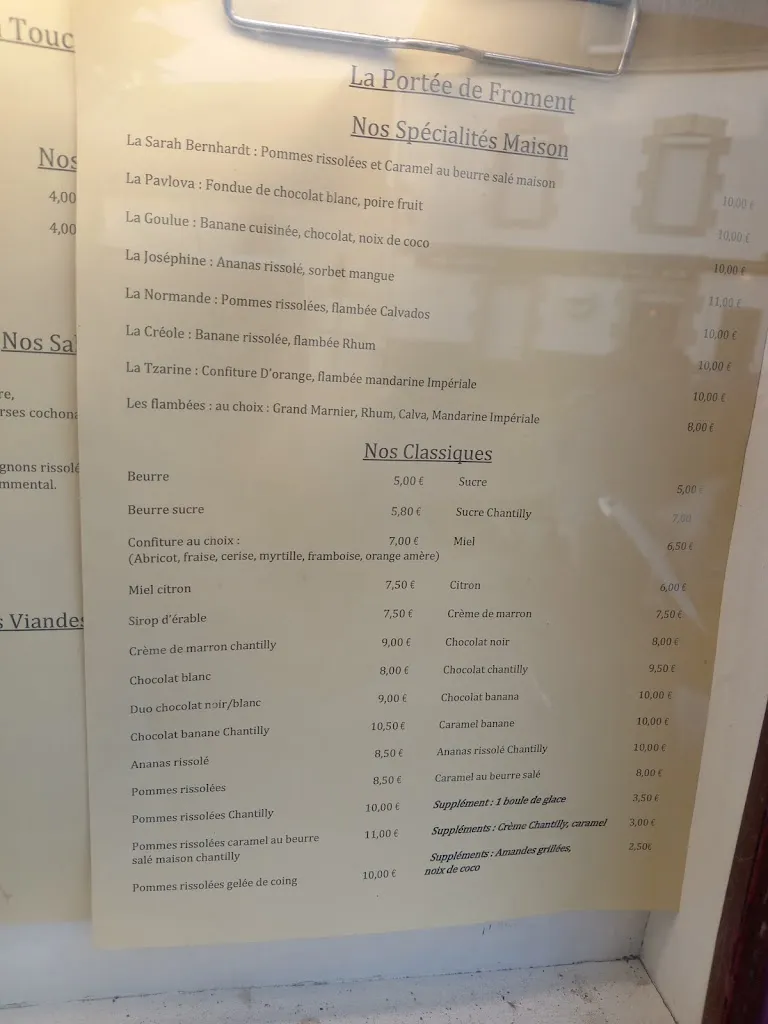 Touc
Nos
4,00
4,00
Nos Sa
re,
rses cochona
gnons rissolé
mmental.
s Viandes
La Portée de Froment
Nos Spécialités Maison
La Sarah Bernhardt : Pommes rissolées et Caramel au beurre salé maison 10,00 €
La Pavlova : Fondue de chocolat blanc, poire fruit 10,00 €
La Goulue : Banane cuisinée, chocolat, noix de coco 10,00 €
La Joséphine : Ananas rissolé, sorbet mangue 11,00 €
La Normande : Pommes rissolées, flambée Calvados 10,00 €
La Créole : Banane rissolée, flambée Rhum 10,00 €
La Tzarine : Confiture D'orange, flambée mandarine Impériale 10,00 €
Les flambées : au choix : Grand Marnier, Rhum, Calva, Mandarine Impériale 8,00 €
Nos Classiques
Beurre 5,00 € Sucre 5,00 €
Beurre sucre 5,80 € Sucre Chantilly 7,00
Confiture au choix : 7,00 € Miel 6,50 €
(Abricot, fraise, cerise, myrtille, framboise, orange amère)
Miel citron 7,50 € Citron 6,00 €
Sirop d'érable 7,50 € Crème de marron 7,50 €
Crème de marron chantilly 9,00 € Chocolat noir 8,00 €
Chocolat blanc 8,00 € Chocolat chantilly 9,50 €
Duo chocolat noir/blanc 9,00 € Chocolat banana 10,00 €
Chocolat banane Chantilly 10,50 € Caramel banane 10,00 €
Ananas rissolé 8,50 € Ananas rissolé Chantilly 10,00 €
Pommes rissolées 8,50 € Caramel au beurre salé 8,00 €
Pommes rissolées Chantilly 10,00 € Supplément : 1 boule de glace 3,50 €
Pommes rissolées caramel au beurre 11,00 € Suppléments : Crème Chantilly, caramel 3,00 €
salé maison chantilly
Suppléments : Amandes grillées, 2,50€
noix de coco
Pommes rissolées gelée de coing 10,00 €